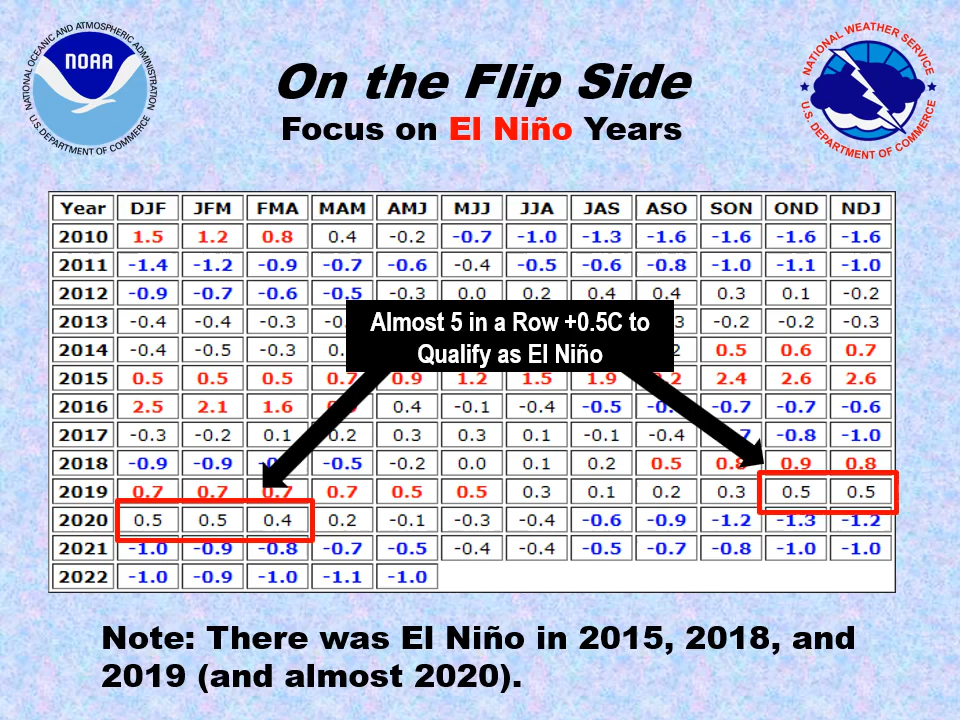 NATIONAL OCEANIC AND ATMOSPHERIC ADMINISTRATION
NOAA
U.S. DEPARTMENT OF COMMERCE
On the Flip Side
Focus on El Niño Years
NATIONAL WEATHER SERVICE
U.S. DEPARTMENT OF COMMERCE
Year DJF JFM FMA MAM AMJ MJJ JJA JAS ASO SON OND NDJ
2010 1.5 1.2 0.8 0.4 -0.2 -0.7 -1.0 -1.3 -1.6 -1.6 -1.6 -1.6
2011 -1.4 -1.2 -0.9 -0.7 -0.6 -0.4 -0.5 -0.6 -0.8 -1.0 -1.1 -1.0
2012 -0.9 -0.7 -0.6 -0.5 -0.3 0.0 0.2 0.4 0.4 0.3 0.1 -0.2
2013 -0.4 -0.4 -0.3 -0.2 -0.2 -0.3
2014 -0.4 -0.5 -0.3 0.5 0.6 0.7
Almost 5 in a Row +0.5C to
Qualify as El Niño
2015 0.5 0.5 0.5 0.7 0.9 1.2 1.5 1.9 2.4 2.6 2.6
2016 2.5 2.1 1.6 0.4 -0.1 -0.4 -0.5 -0.7 -0.7 -0.6
2017 -0.3 -0.2 0.1 0.2 0.3 0.3 0.1 -0.1 -0.4 -0.8 -1.0
2018 -0.9 -0.9 -0.5 -0.2 0.0 0.1 0.2 0.5 0.8 0.9 0.8
2019 0.7 0.7 0.7 0.7 0.5 0.5 0.3 0.1 0.2 0.3 0.5 0.5
2020 0.5 0.5 0.4 0.2 -0.1 -0.3 -0.4 -0.6 -0.9 -1.2 -1.3 -1.2
2021 -1.0 -0.9 -0.8 -0.7 -0.5 -0.4 -0.4 -0.5 -0.7 -0.8 -1.0 -1.0
2022 -1.0 -0.9 -1.0 -1.1 -1.0
Note: There was El Niño in 2015, 2018, and
2019 (and almost 2020).